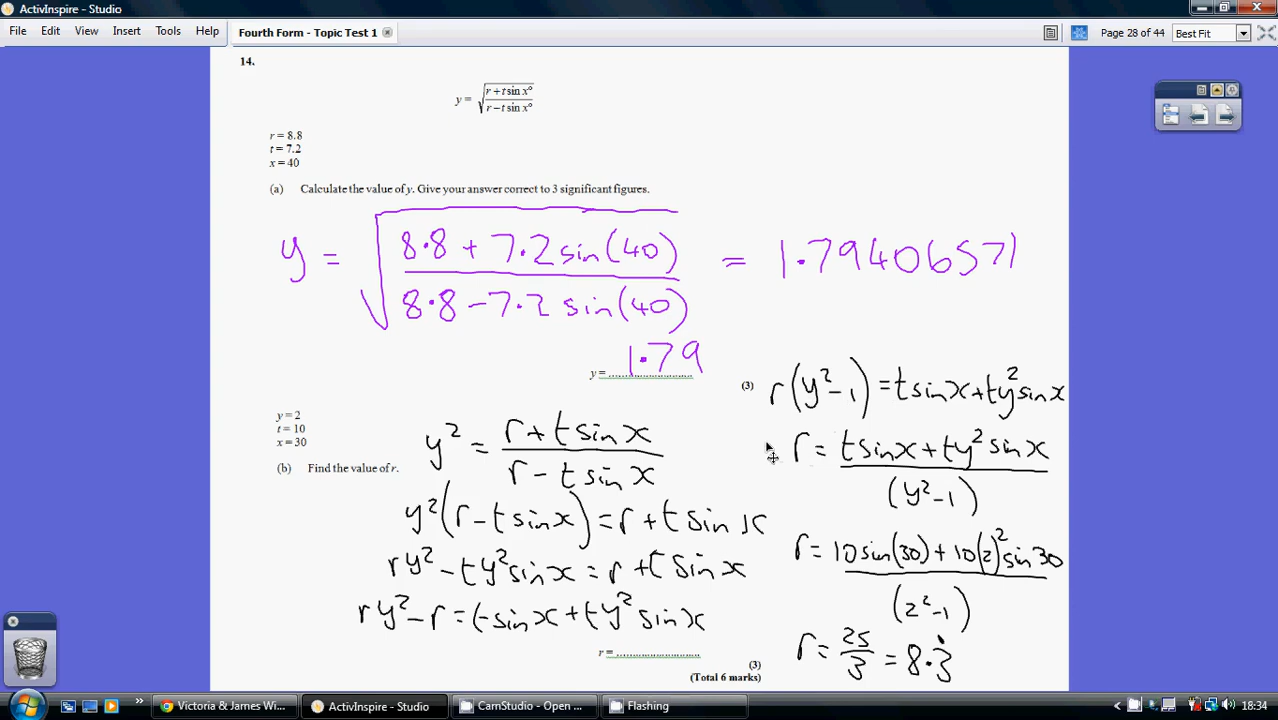 ActivInspire - Studio
File Edit View Insert Tools Help
Fourth Form - Topic Test 1
Page 28 of 44
Best Fit
14.
y = √((r + t sin x°)/(r − t sin x°))
r = 8.8
t = 7.2
x = 40
(a) Calculate the value of y. Give your answer correct to 3 significant figures.
y = √((8.8 + 7.2 sin(40))/(8.8 − 7.2 sin(40))) = 1.79406571
1.79
y = ........................
(3)
y = 2
t = 10
x = 30
(b) Find the value of r.
y² = (r + t sin x)/(r − t sin x)
y²(r − t sin x) = r + t sin x
ry² − ty² sin x = r + t sin x
ry² − r = t sin x + ty² sin x
r(y² − 1) = t sin x + ty² sin x
r = (t sin x + ty² sin x)/(y² − 1)
r = (10 sin(30) + 10(2)² sin 30)/(2² − 1)
r = 25/3 = 8.3̇
r = ........................
(3)
(Total 6 marks)
Victoria & James Wi...
ActivInspire - Studio
CamStudio - Open ...
Flashing
18:34